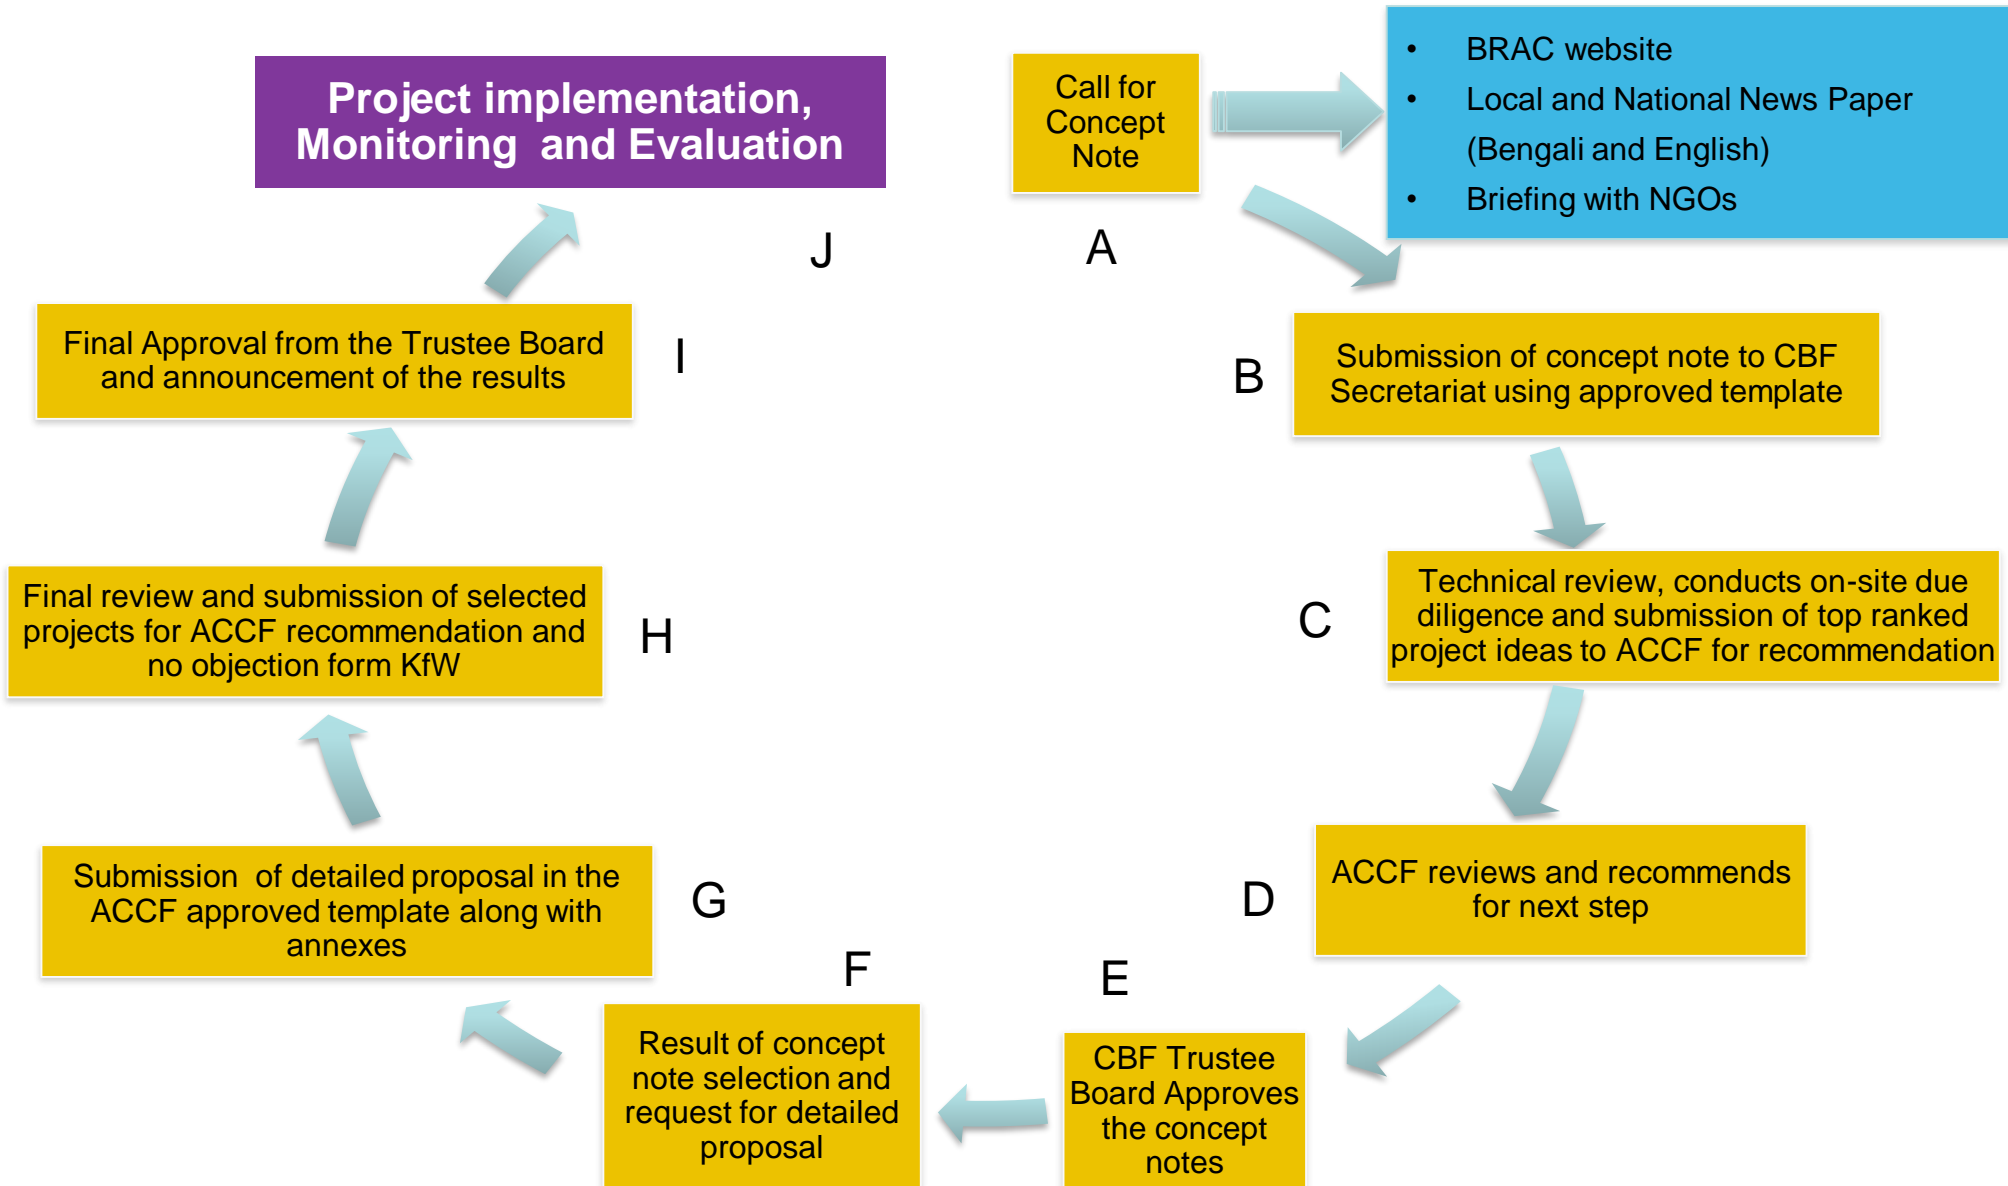 Project implementation,
Monitoring  and Evaluation
J
Call for
Concept
Note
A
• BRAC website
• Local and National News Paper
(Bengali and English)
• Briefing with NGOs
B
Submission of concept note to CBF
Secretariat using approved template
C
Technical review, conducts on-site due
diligence and submission of top ranked
project ideas to ACCF for recommendation
D
ACCF reviews and recommends
for next step
E
CBF Trustee
Board Approves
the concept
notes
F
Result of concept
note selection and
request for detailed
proposal
G
Submission  of detailed proposal in the
ACCF approved template along with
annexes
H
Final review and submission of selected
projects for ACCF recommendation and
no objection form KfW
I
Final Approval from the Trustee Board
and announcement of the results